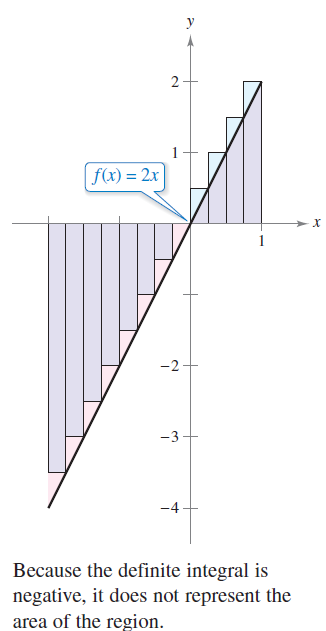 y
2
1
f(x) = 2x
x
1
−2
−3
−4
Because the definite integral is
negative, it does not represent the
area of the region.